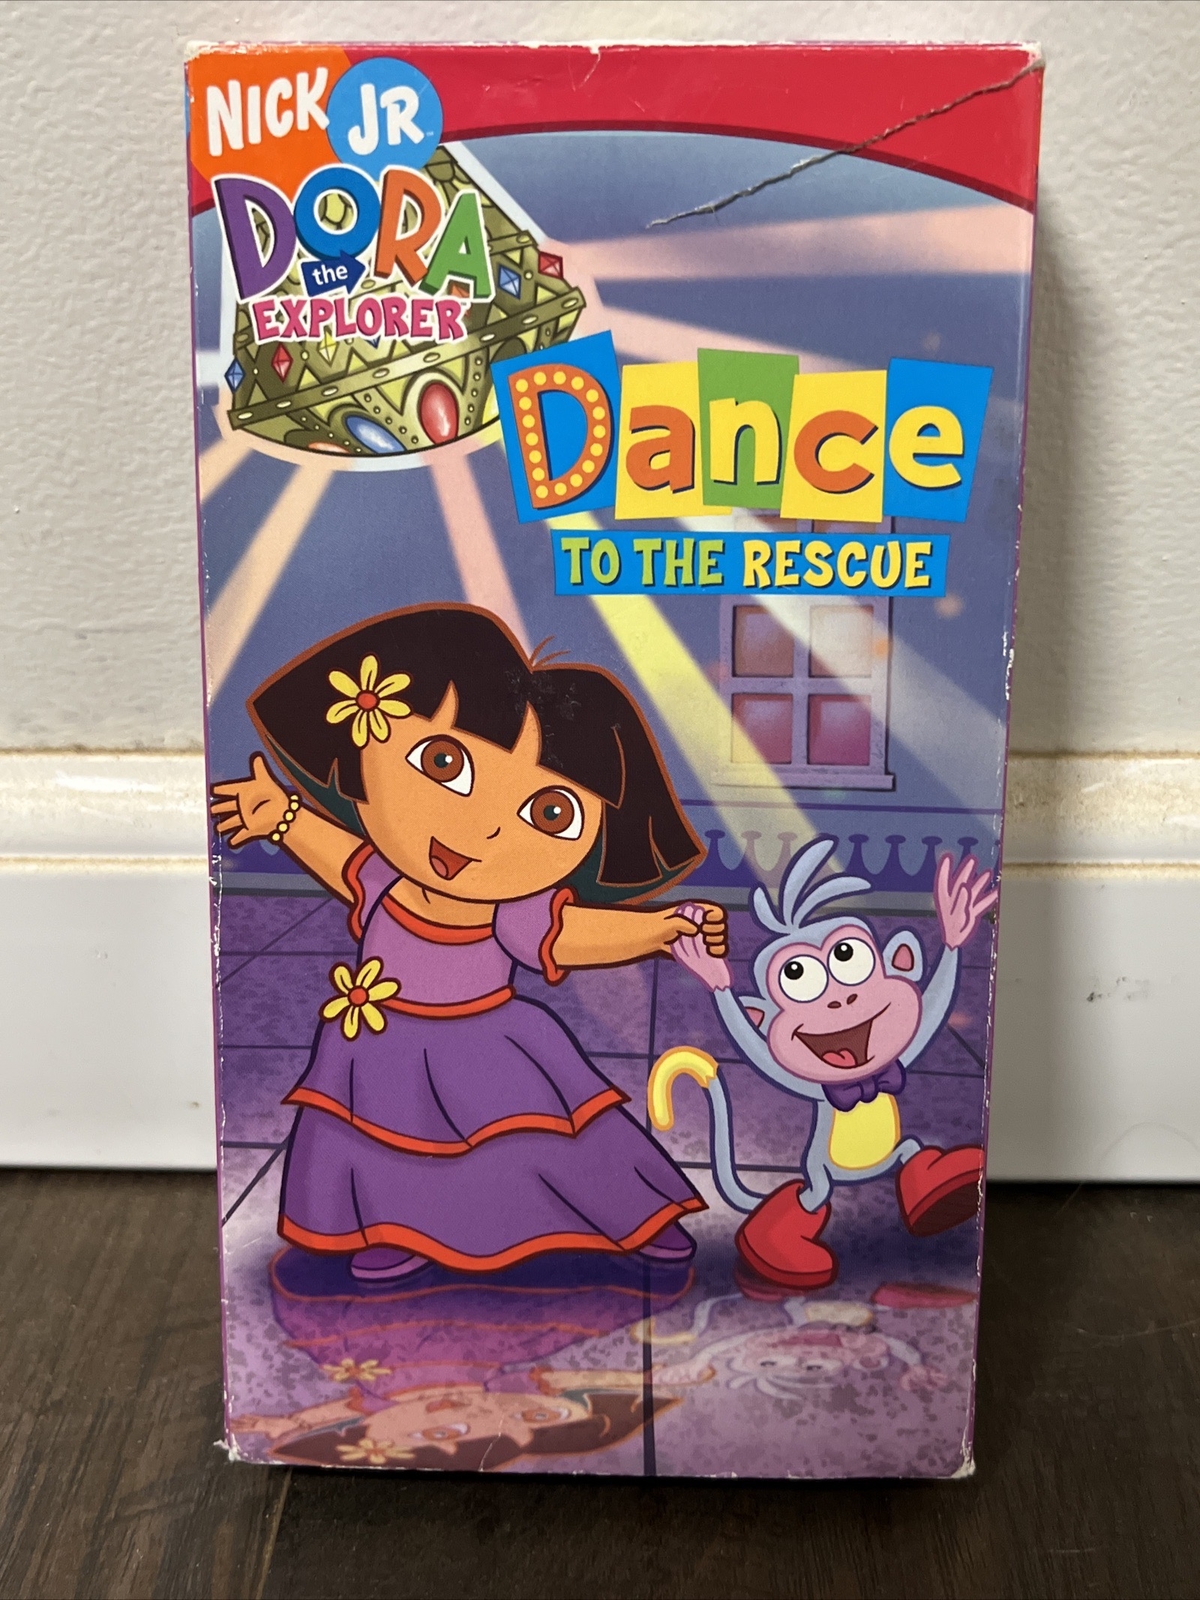 NICK JR
DORA
the
EXPLORER
Dance
TO THE RESCUE